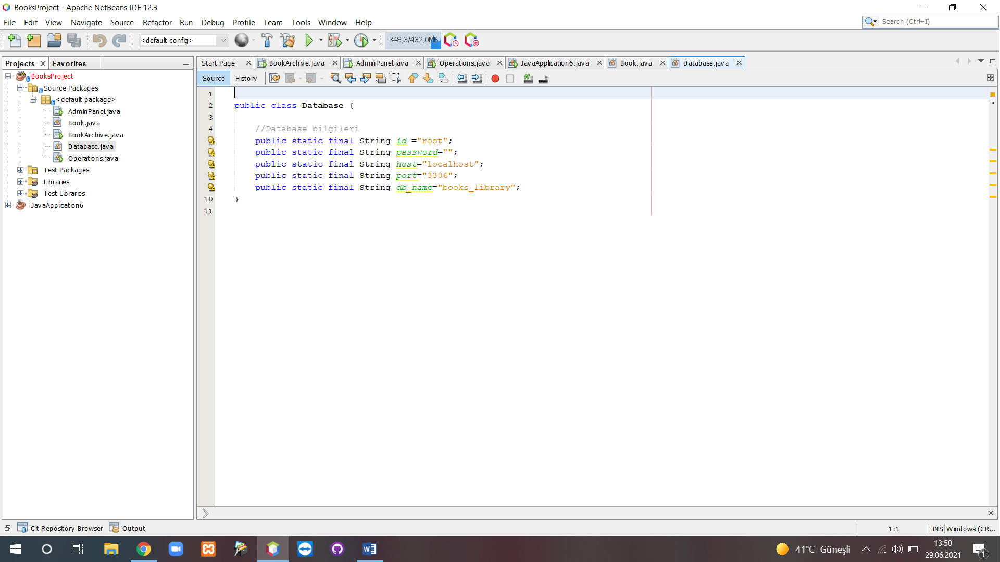 BooksProject - Apache NetBeans IDE 12.3
File Edit View Navigate Source Refactor Run Debug Profile Team Tools Window Help
Search (Ctrl+I)
<default config>
348,3/432,0MB
Projects Favorites
Start Page BookArchive.java AdminPanel.java Operations.java JavaApplication6.java Book.java Database.java
Source History
BooksProject
Source Packages
<default package>
AdminPanel.java
Book.java
BookArchive.java
Database.java
Operations.java
Test Packages
Libraries
Test Libraries
JavaApplication6
1
2 public class Database {
3
4 //Database bilgileri
public static final String id ="root";
public static final String password="";
public static final String host="localhost";
public static final String port="3306";
public static final String db_name="books_library";
10 }
11
Git Repository Browser Output
1:1 INS Windows (CR...
41°C Güneşli
13:50
29.06.2021
1